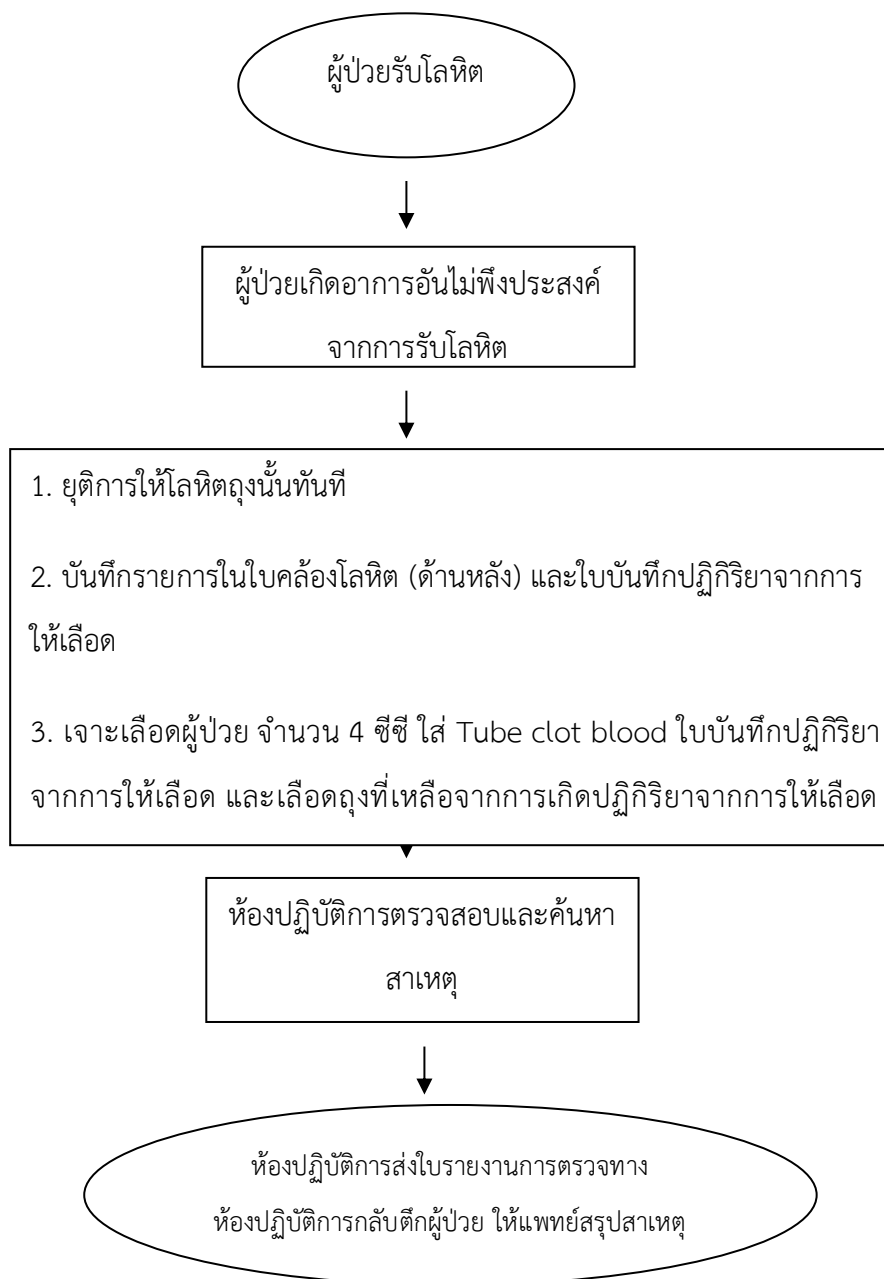 ผู้ป่วยรับโลหิต
ผู้ป่วยเกิดอาการอันไม่พึงประสงค์
จากการรับโลหิต
1. ยุติการให้โลหิตถุงนั้นทันที
2. บันทึกรายการในใบคล้องโลหิต (ด้านหลัง) และใบบันทึกปฏิกิริยาจากการ
ให้เลือด
3. เจาะเลือดผู้ป่วย จำนวน 4 ซีซี ใส่ Tube clot blood ใบบันทึกปฏิกิริยา
จากการให้เลือด และเลือดถุงที่เหลือจากการเกิดปฏิกิริยาจากการให้เลือด
ห้องปฏิบัติการตรวจสอบและค้นหา
สาเหตุ
ห้องปฏิบัติการส่งใบรายงานการตรวจทาง
ห้องปฏิบัติการกลับตึกผู้ป่วย ให้แพทย์สรุปสาเหตุ